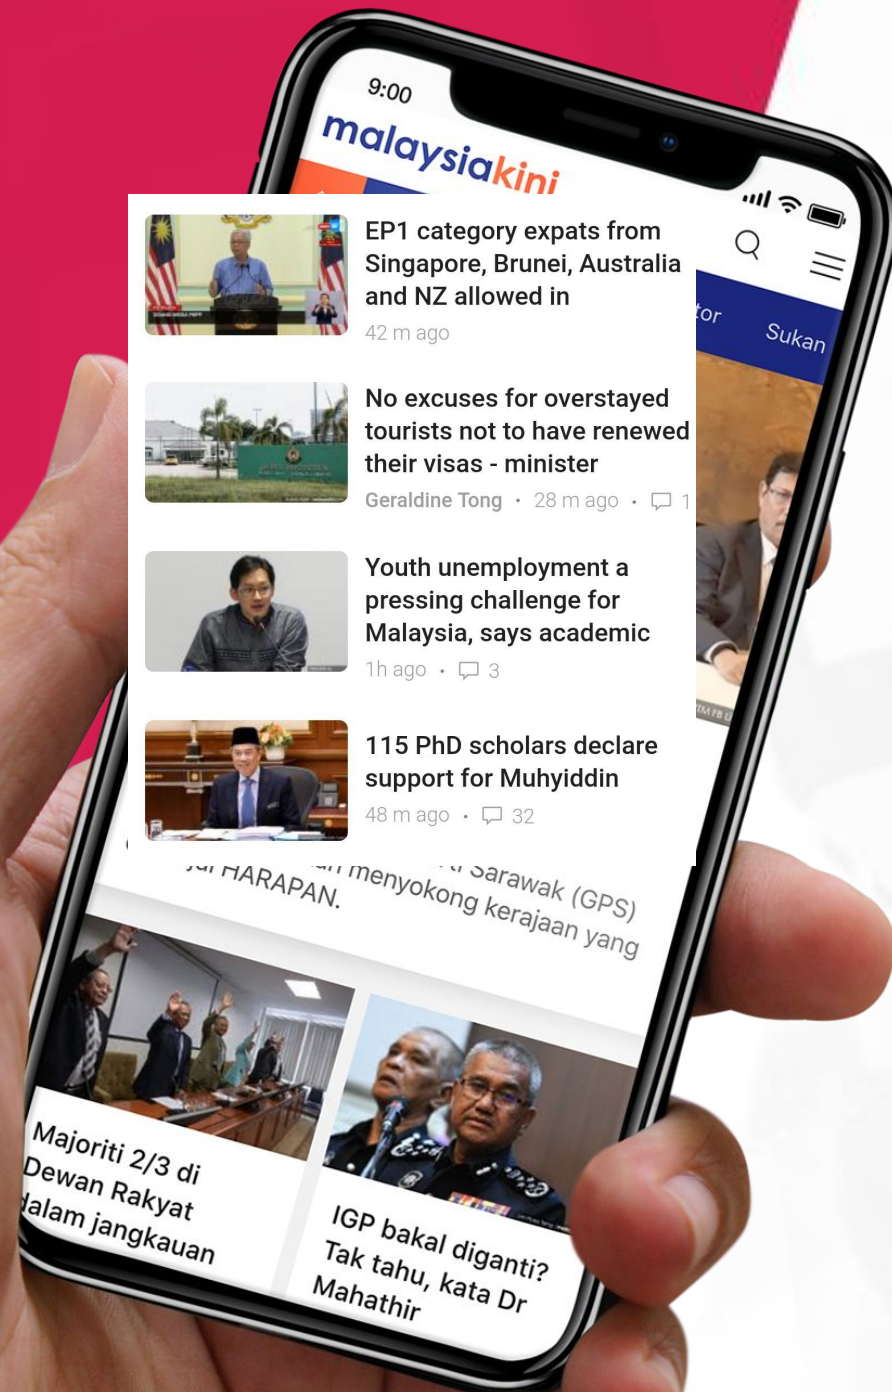 9:00
malaysiakini
tor
Sukan
EP1 category expats from
Singapore, Brunei, Australia
and NZ allowed in
42 m ago
No excuses for overstayed
tourists not to have renewed
their visas - minister
Geraldine Tong · 28 m ago · 1
Youth unemployment a
pressing challenge for
Malaysia, says academic
1h ago · 3
115 PhD scholars declare
support for Muhyiddin
48 m ago · 32
Sarawak (GPS)
menyokong kerajaan yang
HARAPAN.
Majoriti 2/3 di
Dewan Rakyat
dalam jangkauan
IGP bakal diganti?
Tak tahu, kata Dr
Mahathir